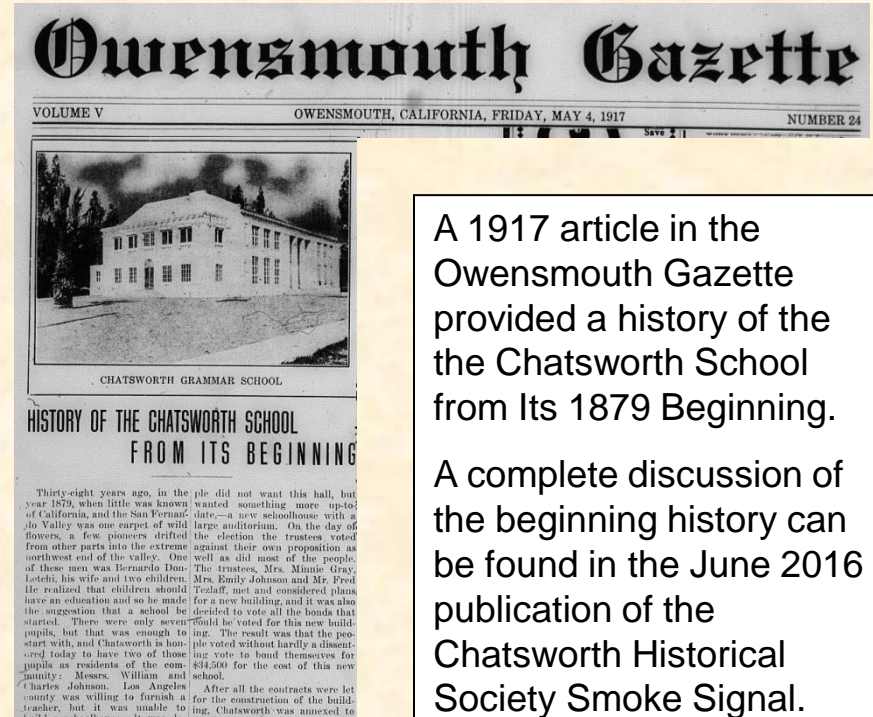 Owensmouth Gazette
VOLUME V
OWENSMOUTH, CALIFORNIA, FRIDAY, MAY 4, 1917
NUMBER 24
Save
CHATSWORTH GRAMMAR SCHOOL
HISTORY OF THE CHATSWORTH SCHOOL
FROM ITS BEGINNING
Thirty-eight years ago, in the
year 1879, when little was known
of California, and the San Fernan-
do Valley was one carpet of wild
flowers, a few pioneers drifted
from other parts into the extreme
northwest end of the valley. One
of these men was Bernardo Don-
Letchi, his wife and two children.
He realized that children should
have an education and so he made
the suggestion that a school be
started. There were only seven
pupils, but that was enough to
start with, and Chatsworth is hon-
ored today to have two of those
pupils as residents of the com-
munity: Messrs. William and
Charles Johnson. Los Angeles
county was willing to furnish a
teacher, but it was unable to
ple did not want this hall, but
wanted something more up-to-
date,—a new schoolhouse with a
large auditorium. On the day of
the election the trustees voted
against their own proposition as
well as did most of the people.
The trustees, Mrs. Minnie Gray,
Mrs. Emily Johnson and Mr. Fred
Tezlaff, met and considered plans
for a new building, and it was also
decided to vote all the bonds that
could be voted for this new build-
ing. The result was that the peo-
ple voted without hardly a dissent-
ing vote to bond themselves for
$34,500 for the cost of this new
school.
After all the contracts were let
for the construction of the build-
ing, Chatsworth was annexed to
A 1917 article in the
Owensmouth Gazette
provided a history of the
the Chatsworth School
from Its 1879 Beginning.
A complete discussion of
the beginning history can
be found in the June 2016
publication of the
Chatsworth Historical
Society Smoke Signal.